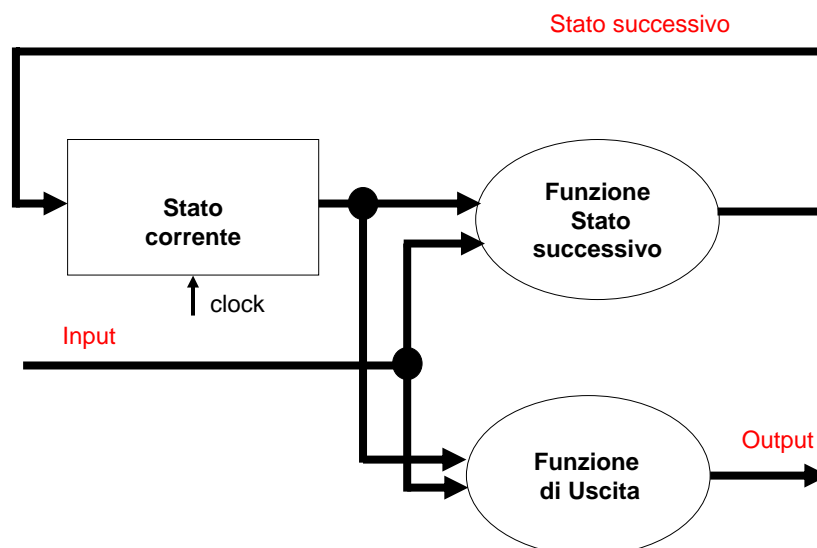 Stato successivo
Stato
corrente
Funzione
Stato
successivo
clock
Input
Funzione
di Uscita
Output